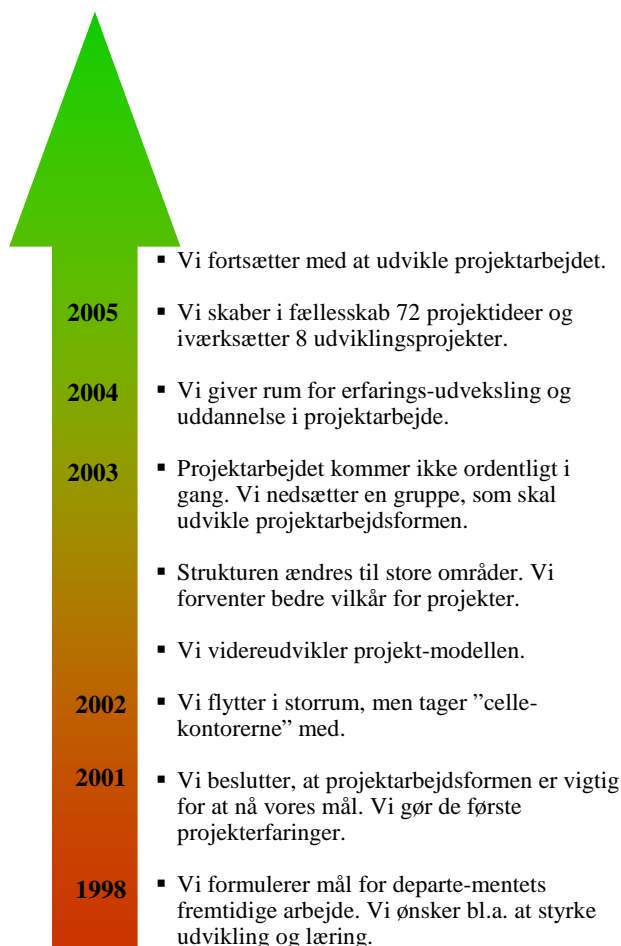 ▪ Vi fortsætter med at udvikle projektarbejdet.
2005 ▪ Vi skaber i fællesskab 72 projektideer og
iværksætter 8 udviklingsprojekter.
2004 ▪ Vi giver rum for erfarings-udveksling og
uddannelse i projektarbejde.
2003 ▪ Projektarbejdet kommer ikke ordentligt i
gang. Vi nedsætter en gruppe, som skal
udvikle projektarbejdsformen.
▪ Strukturen ændres til store områder. Vi
forventer bedre vilkår for projekter.
▪ Vi videreudvikler projekt-modellen.
2002 ▪ Vi flytter i storrum, men tager ”celle-
kontorerne” med.
2001 ▪ Vi beslutter, at projektarbejdsformen er vigtig
for at nå vores mål. Vi gør de første
projekterfaringer.
1998 ▪ Vi formulerer mål for departe-mentets
fremtidige arbejde. Vi ønsker bl.a. at styrke
udvikling og læring.